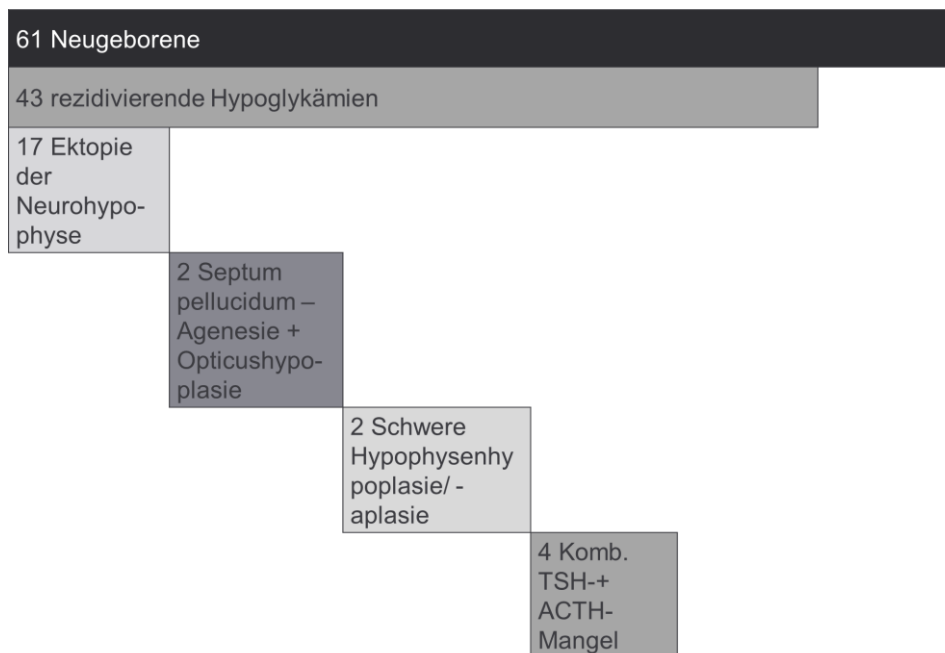 61 Neugeborene
43 rezidivierende Hypoglykämien
17 Ektopie
der
Neurohypo-
physe
2 Septum
pellucidum –
Agenesie +
Opticushypo-
plasie
2 Schwere
Hypophysenhy
poplasie/ -
aplasie
4 Komb.
TSH-+
ACTH-
Mangel